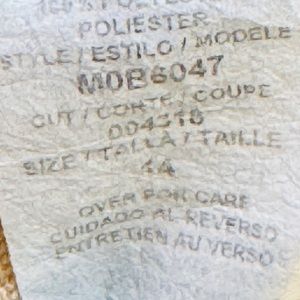 POLIESTER
STYLE / ESTILO / MODELE
M0B6047
CUT / CORTE / COUPE
004318
SIZE / TALLA / TAILLE
OVER FOR CARE
CUIDADO AL REVERSO
ENTRETIEN AU VERSO